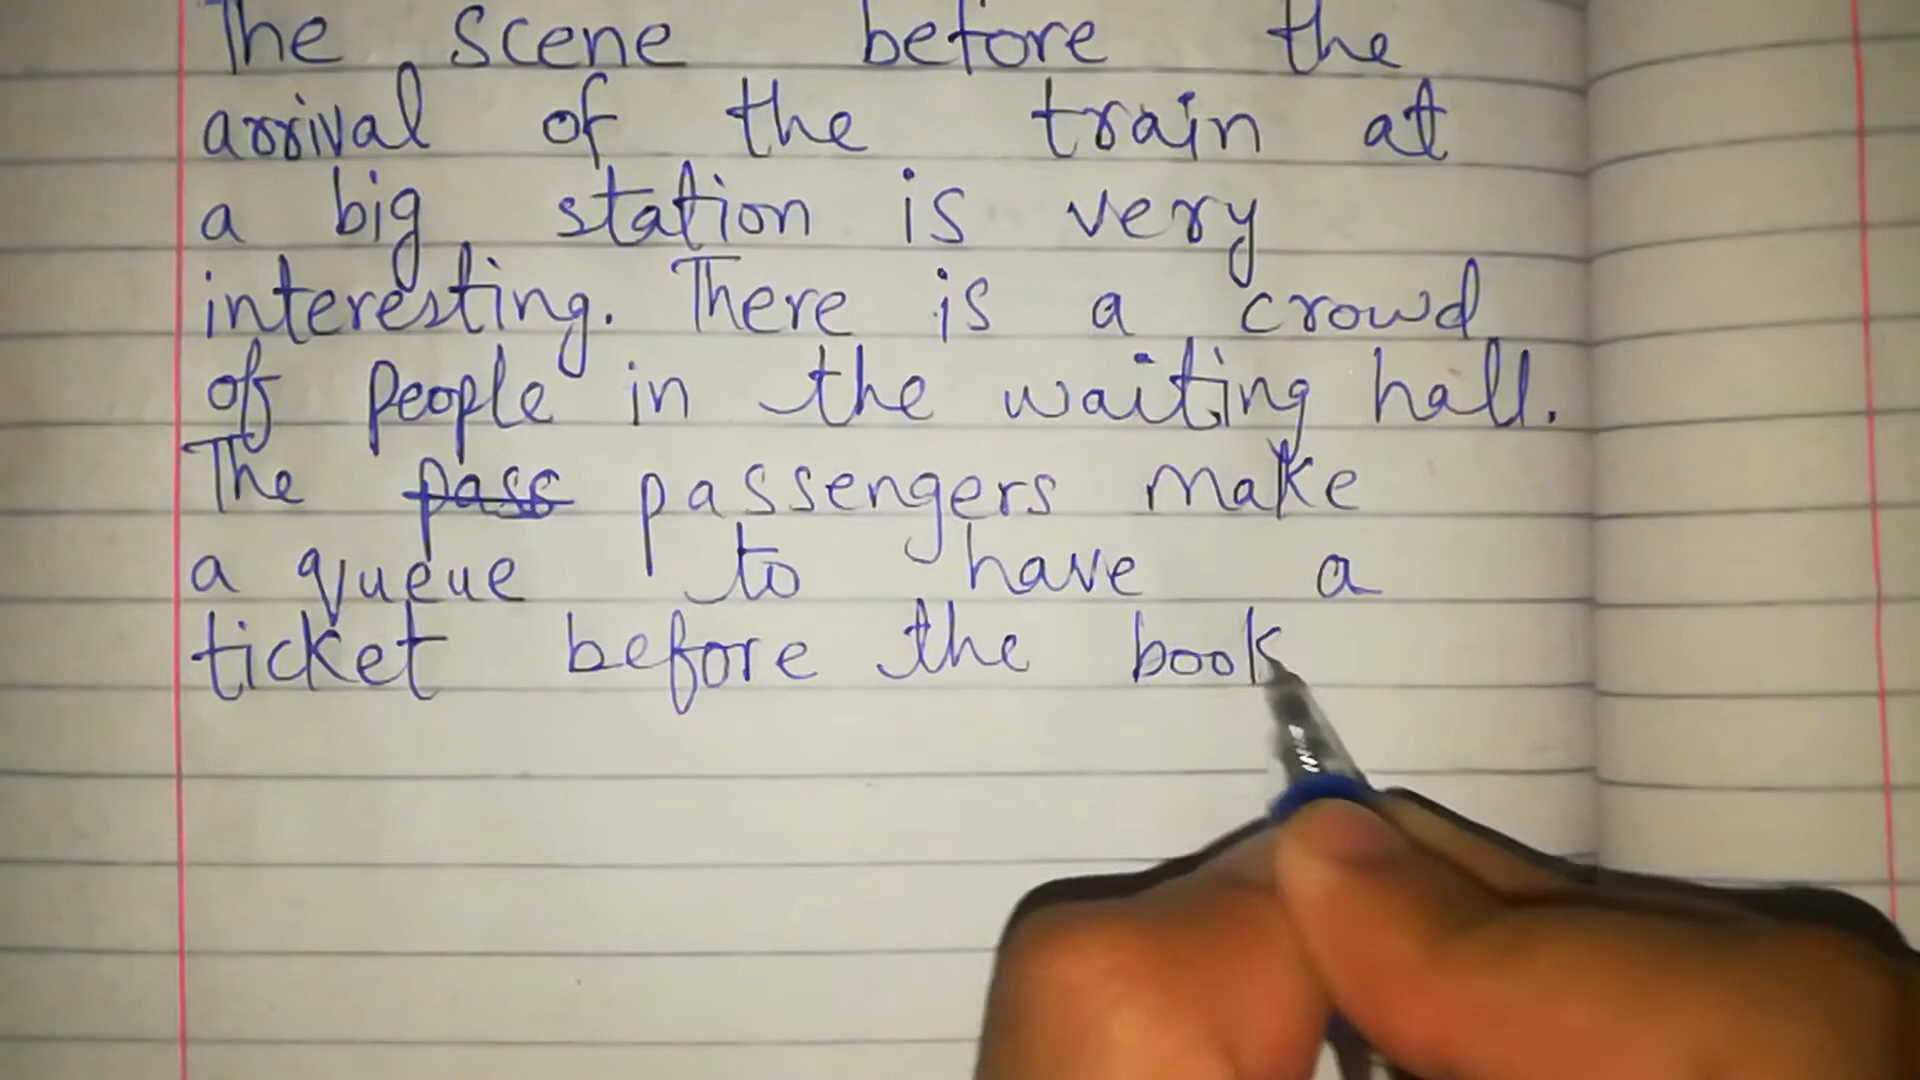 The scene before the
arrival of the train at
a big station is very
interesting. There is a crowd
of people in the waiting hall.
The pass passengers make
a queue to have a
ticket before the book